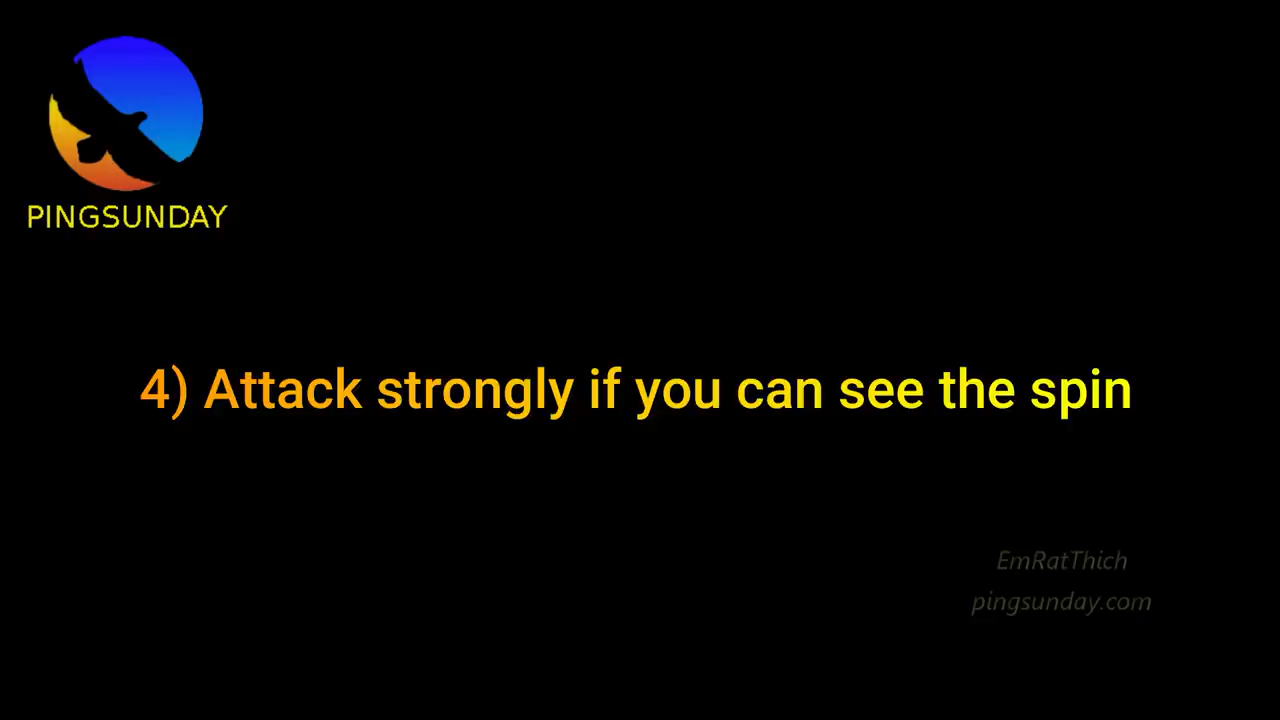 PINGSUNDAY
4) Attack strongly if you can see the spin
EmRatThich
pingsunday.com